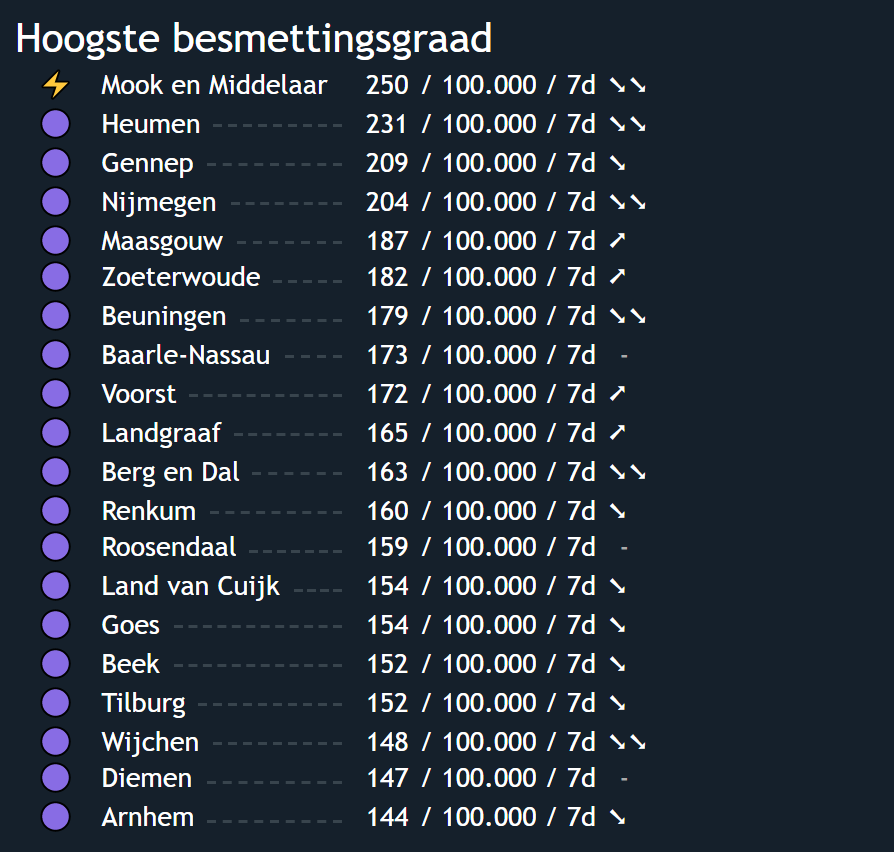 Hoogste besmettingsgraad
⚡ Mook en Middelaar 250 / 100.000 / 7d ➘➘
Heumen ---------- 231 / 100.000 / 7d ➘➘
Gennep ---------- 209 / 100.000 / 7d ➘
Nijmegen -------- 204 / 100.000 / 7d ➘➘
Maasgouw -------- 187 / 100.000 / 7d ➚
Zoeterwoude ----- 182 / 100.000 / 7d ➚
Beuningen ------- 179 / 100.000 / 7d ➘➘
Baarle-Nassau ---- 173 / 100.000 / 7d -
Voorst ----------- 172 / 100.000 / 7d ➚
Landgraaf -------- 165 / 100.000 / 7d ➚
Berg en Dal ------ 163 / 100.000 / 7d ➘➘
Renkum ---------- 160 / 100.000 / 7d ➘
Roosendaal ------ 159 / 100.000 / 7d -
Land van Cuijk ---- 154 / 100.000 / 7d ➘
Goes ------------ 154 / 100.000 / 7d ➘
Beek ------------ 152 / 100.000 / 7d ➘
Tilburg ----------- 152 / 100.000 / 7d ➘
Wijchen ---------- 148 / 100.000 / 7d ➘➘
Diemen ---------- 147 / 100.000 / 7d -
Arnhem ---------- 144 / 100.000 / 7d ➘